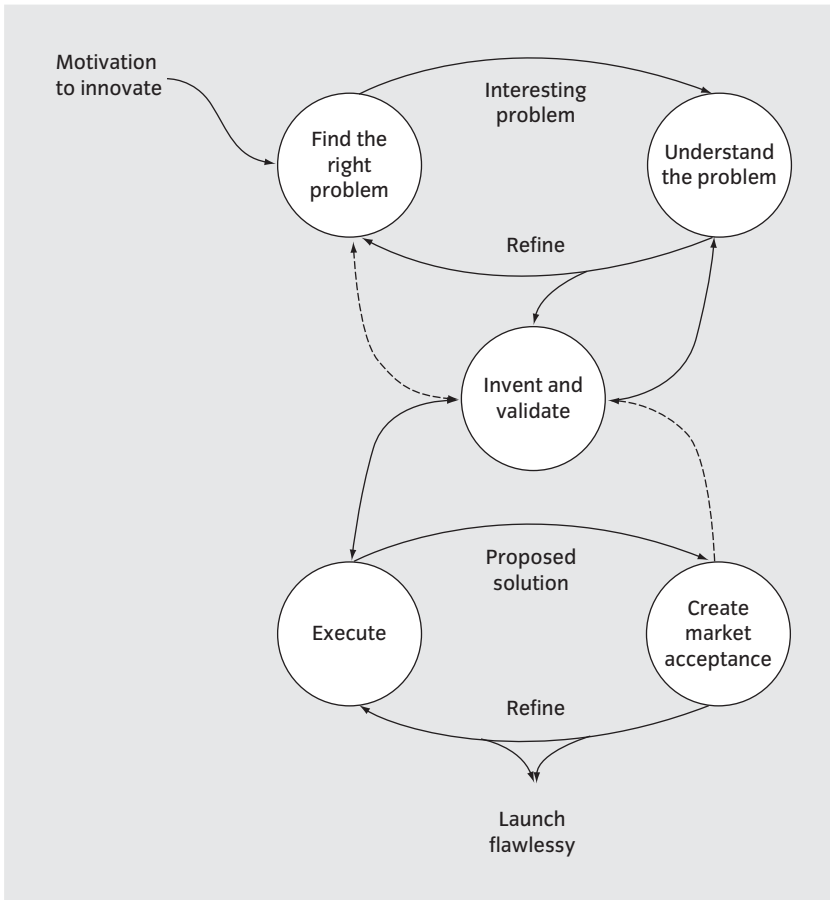 Motivation
to innovate
Interesting
problem
Find the
right
problem
Understand
the problem
Refine
Invent and
validate
Proposed
solution
Execute
Create
market
acceptance
Refine
Launch
flawlessy